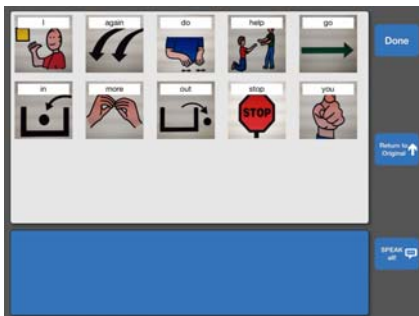 I again do help go
in more out stop you
STOP
Done
Return to
Original
SPEAK
all!